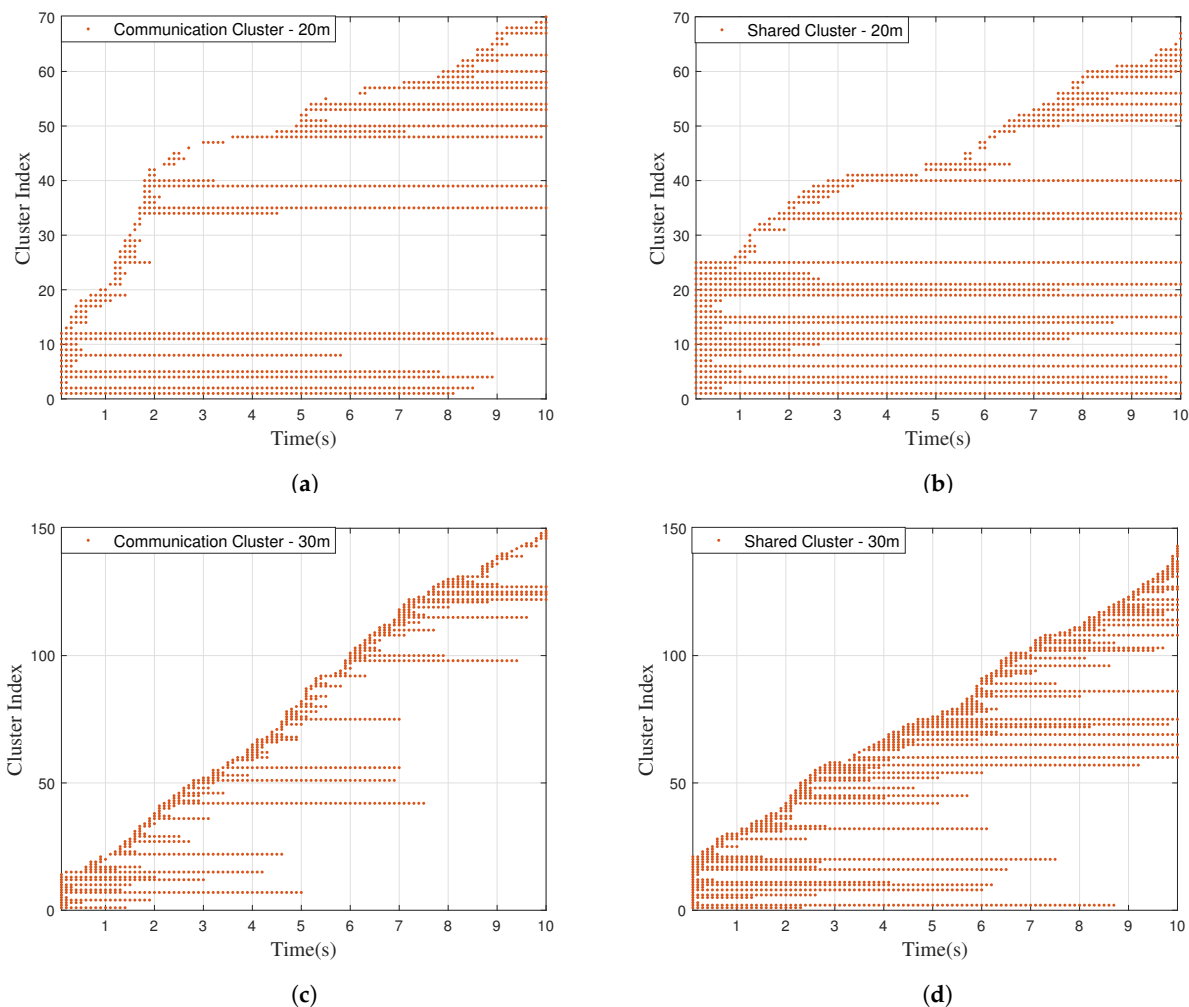 Communication Cluster - 20m
70
60
50
40
30
20
10
0
Cluster Index
1 2 3 4 5 6 7 8 9 10
Time(s)
(a)
Shared Cluster - 20m
70
60
50
40
30
20
10
0
Cluster Index
1 2 3 4 5 6 7 8 9 10
Time(s)
(b)
Communication Cluster - 30m
150
100
50
0
Cluster Index
1 2 3 4 5 6 7 8 9 10
Time(s)
(c)
Shared Cluster - 30m
150
100
50
0
Cluster Index
1 2 3 4 5 6 7 8 9 10
Time(s)
(d)